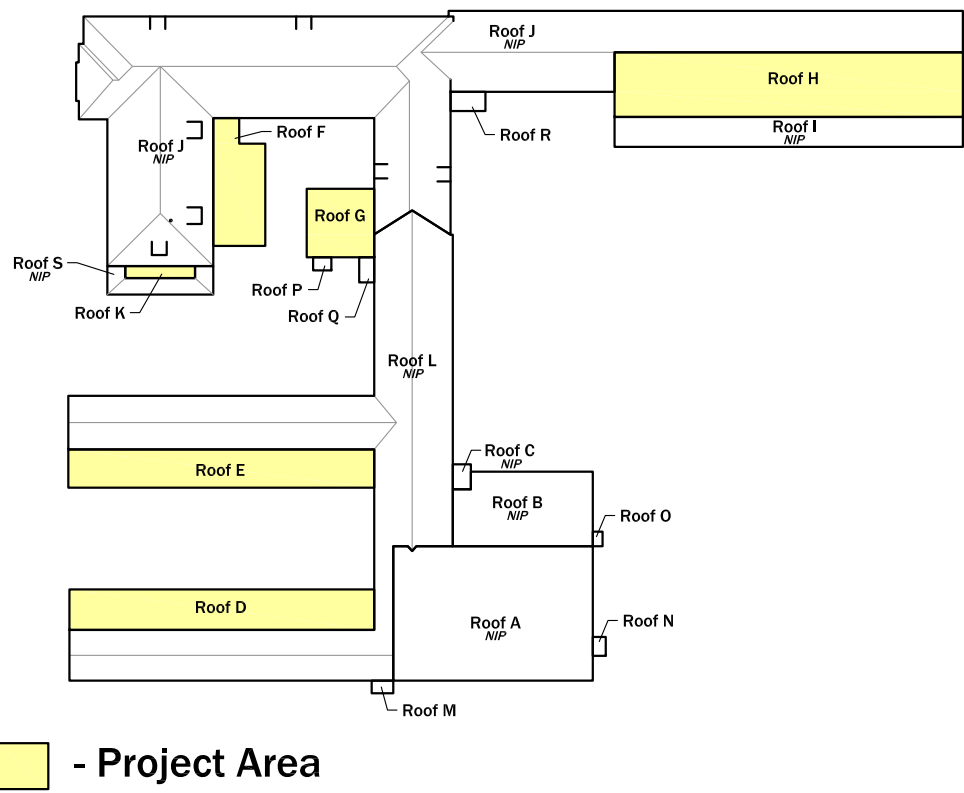 Roof J
NIP
Roof H
Roof R
Roof I
NIP
Roof F
Roof J
NIP
Roof G
Roof S
NIP
Roof P
Roof K
Roof Q
Roof L
NIP
Roof C
NIP
Roof E
Roof B
NIP
Roof O
Roof D
Roof A
NIP
Roof N
Roof M
- Project Area